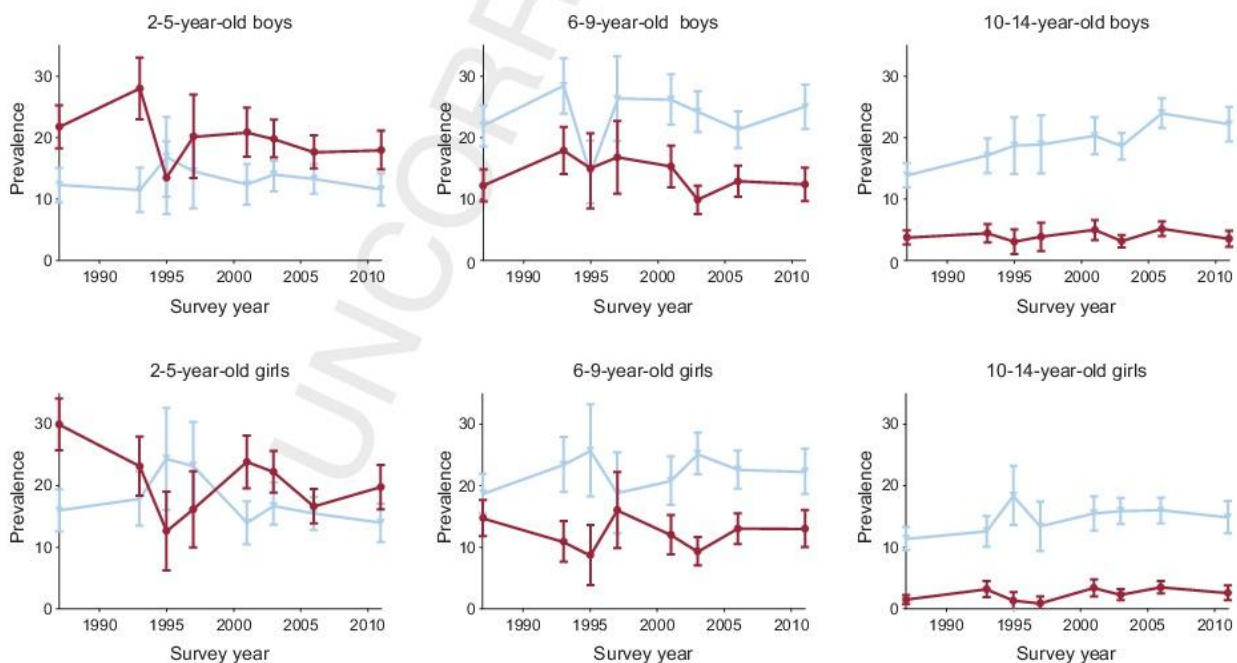 2-5-year-old boys
6-9-year-old boys
10-14-year-old boys
Prevalence
30
20
10
0
1990 1995 2000 2005 2010
Survey year
Prevalence
30
20
10
0
1990 1995 2000 2005 2010
Survey year
Prevalence
30
20
10
0
1990 1995 2000 2005 2010
Survey year
2-5-year-old girls
6-9-year-old girls
10-14-year-old girls
Prevalence
30
20
10
0
1990 1995 2000 2005 2010
Survey year
Prevalence
30
20
10
0
1990 1995 2000 2005 2010
Survey year
Prevalence
30
20
10
0
1990 1995 2000 2005 2010
Survey year